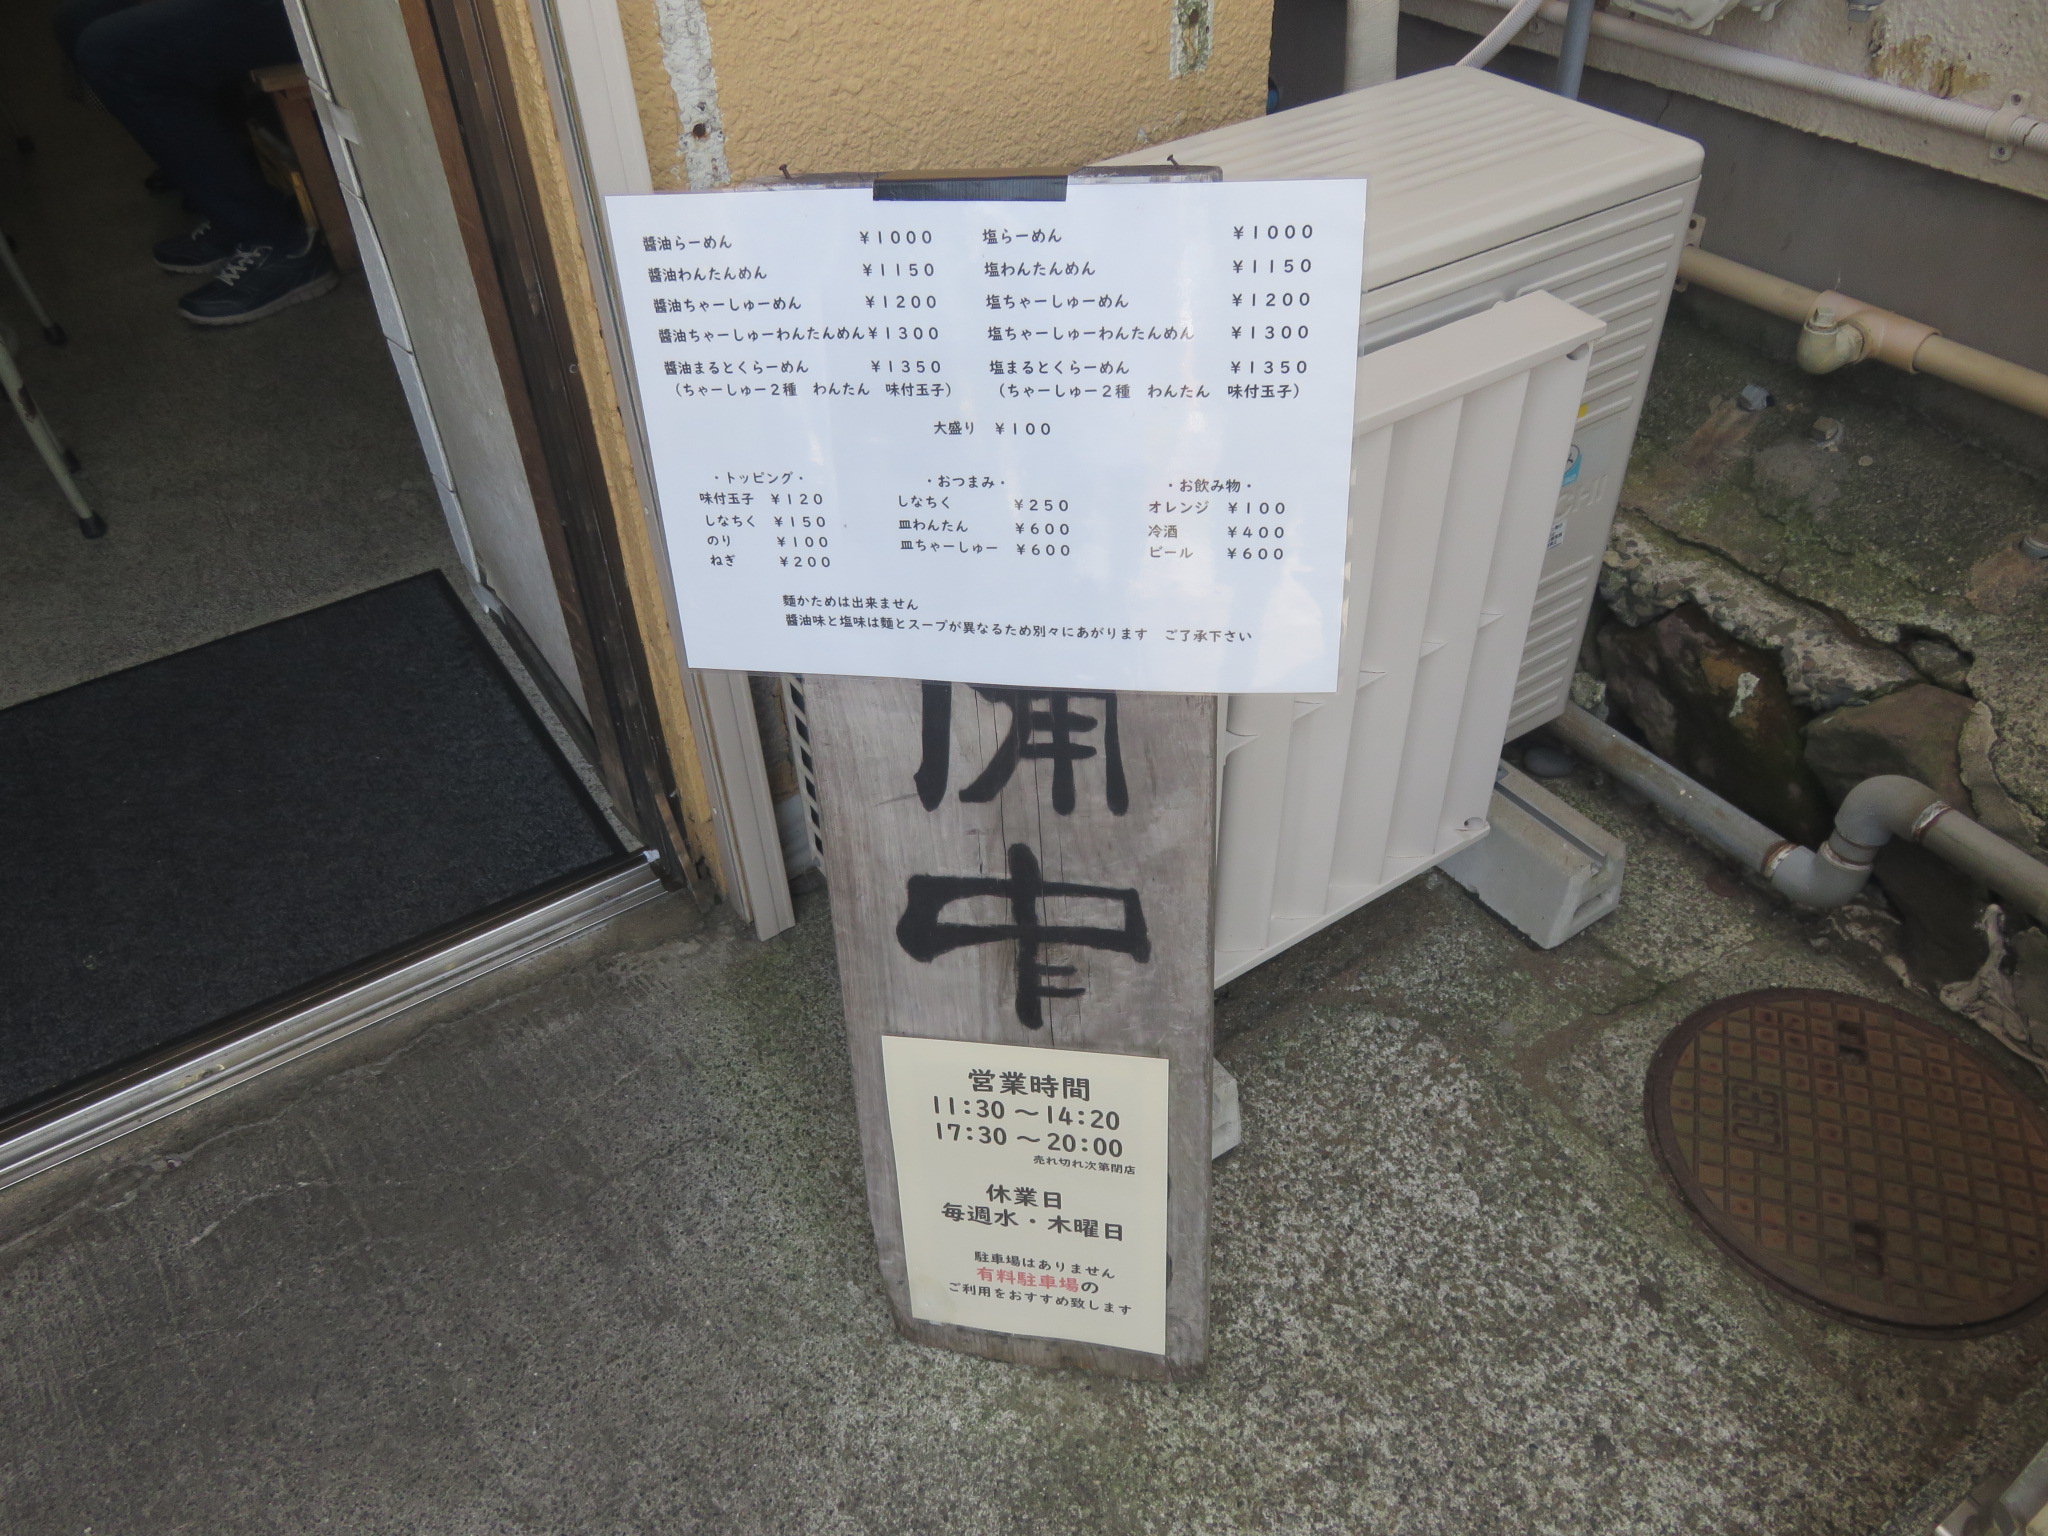 醤油らーめん ¥1000 塩らーめん ¥1000
醤油わんたんめん ¥1150 塩わんたんめん ¥1150
醤油ちゃーしゅーめん ¥1200 塩ちゃーしゅーめん ¥1200
醤油ちゃーしゅーわんたんめん¥1300 塩ちゃーしゅーわんたんめん ¥1300
醤油まるとくらーめん ¥1350 塩まるとくらーめん ¥1350
（ちゃーしゅー2種 わんたん 味付玉子） （ちゃーしゅー2種 わんたん 味付玉子）
大盛り ¥100
・トッピング・
味付玉子 ¥120
しなちく ¥150
のり ¥100
ねぎ ¥200
・おつまみ・
しなちく ¥250
皿わんたん ¥600
皿ちゃーしゅー ¥600
・お飲み物・
オレンジ ¥100
冷酒 ¥400
ビール ¥600
麺かためは出来ません
醤油味と塩味は麺とスープが異なるため別々にあがります ご了承下さい
備
中
営業時間
11:30～14:20
17:30～20:00
売れ切れ次第閉店
休業日
毎週水・木曜日
駐車場はありません
有料駐車場の
ご利用をおすすめ致します